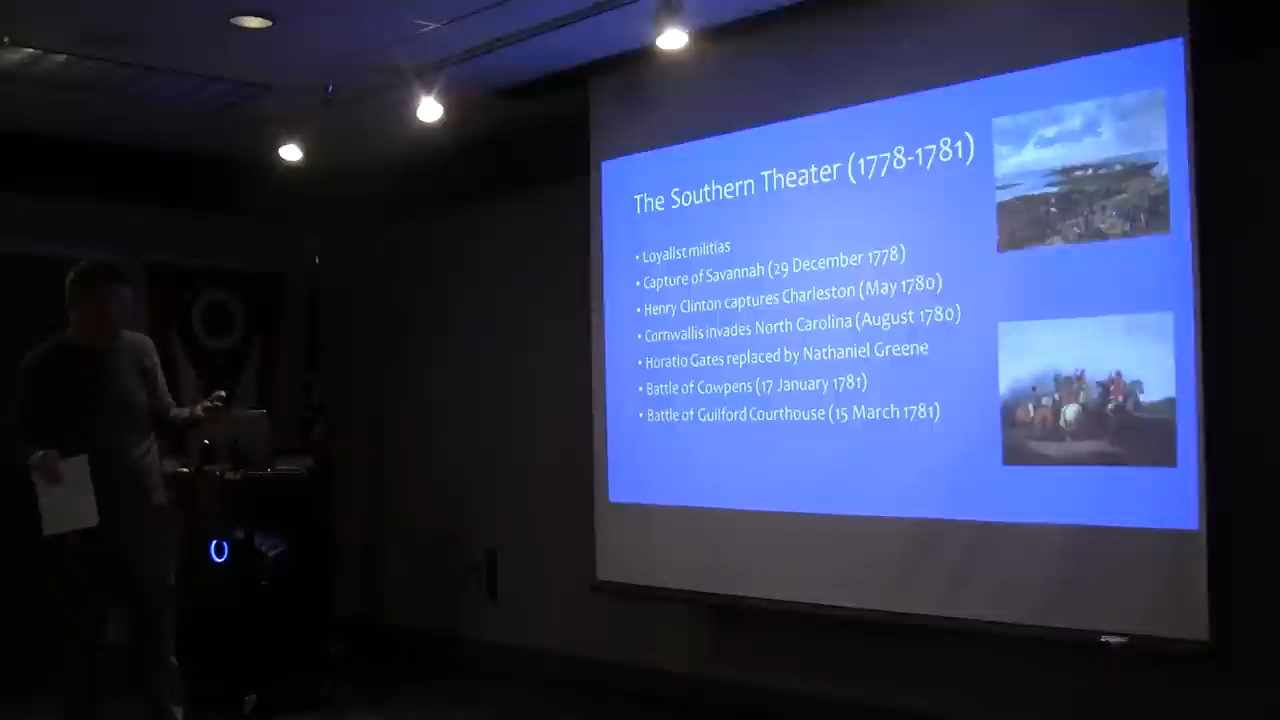 The Southern Theater (1778-1781)
• Loyalist militias
• Capture of Savannah (29 December 1778)
• Henry Clinton captures Charleston (May 1780)
• Cornwallis invades North Carolina (August 1780)
• Horatio Gates replaced by Nathaniel Greene
• Battle of Cowpens (17 January 1781)
• Battle of Guilford Courthouse (15 March 1781)